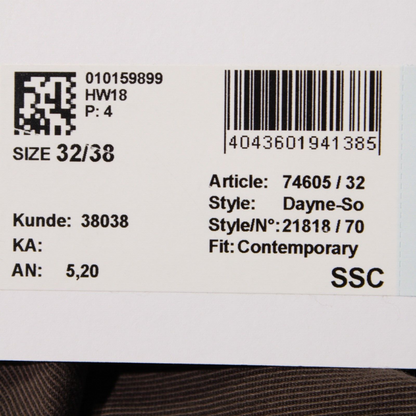 010159899
HW18
P: 4
4043601941385
SIZE 32/38
Article: 74605 / 32
Style: Dayne-So
Style/N°: 21818 / 70
Fit: Contemporary
Kunde: 38038
KA:
AN: 5,20
SSC